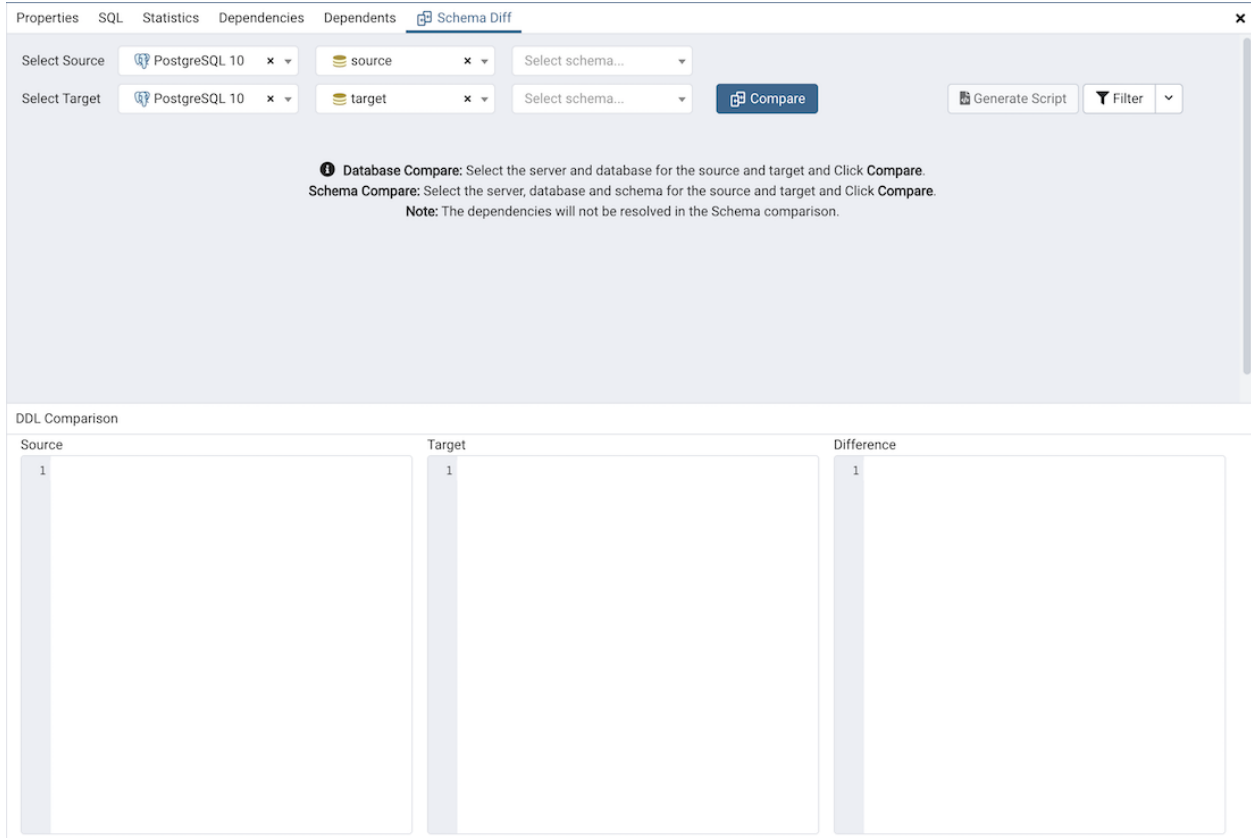 Properties SQL Statistics Dependencies Dependents Schema Diff
Select Source PostgreSQL 10 source Select schema...
Select Target PostgreSQL 10 target Select schema... Compare Generate Script Filter
Database Compare: Select the server and database for the source and target and Click Compare.
Schema Compare: Select the server, database and schema for the source and target and Click Compare.
Note: The dependencies will not be resolved in the Schema comparison.
DDL Comparison
Source Target Difference
1 1 1